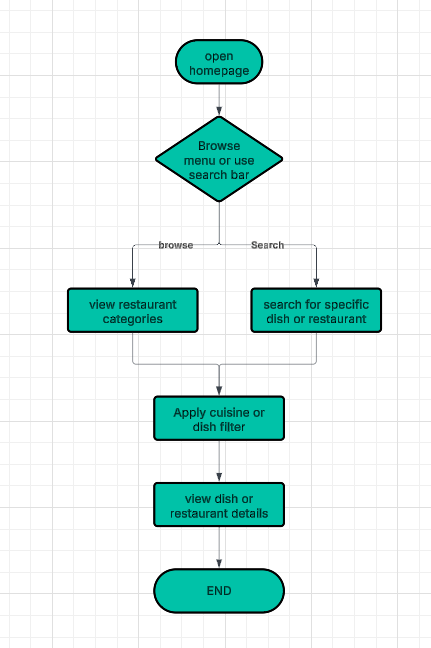 open
homepage
Browse
menu or use
search bar
browse
Search
view restaurant
categories
search for specific
dish or restaurant
Apply cuisine or
dish filter
view dish or
restaurant details
END